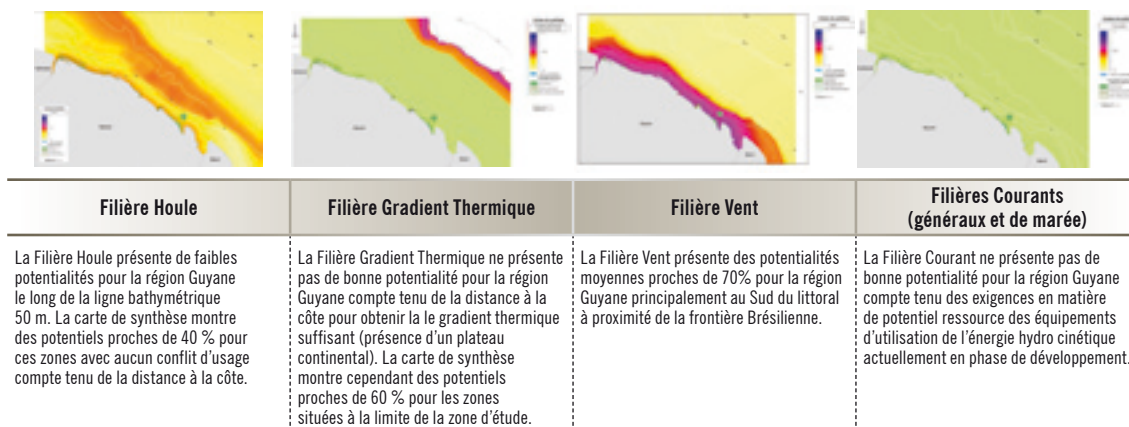 Filière Houle
Filière Gradient Thermique
Filière Vent
Filières Courants
(généraux et de marée)
La Filière Houle présente de faibles
potentialités pour la région Guyane
le long de la ligne bathymétrique
50 m. La carte de synthèse montre
des potentiels proches de 40 % pour
ces zones avec aucun conflit d'usage
compte tenu de la distance à la côte.
La Filière Gradient Thermique ne présente
pas de bonne potentialité pour la région
Guyane compte tenu de la distance à la
côte pour obtenir la le gradient thermique
suffisant (présence d'un plateau
continental). La carte de synthèse
montre cependant des potentiels
proches de 60 % pour les zones
situées à la limite de la zone d'étude.
La Filière Vent présente des potentialités
moyennes proches de 70% pour la région
Guyane principalement au Sud du littoral
à proximité de la frontière Brésilienne.
La Filière Courant ne présente pas de
bonne potentialité pour la région Guyane
compte tenu des exigences en matière
de potentiel ressource des équipements
d'utilisation de l'énergie hydro cinétique
actuellement en phase de développement.